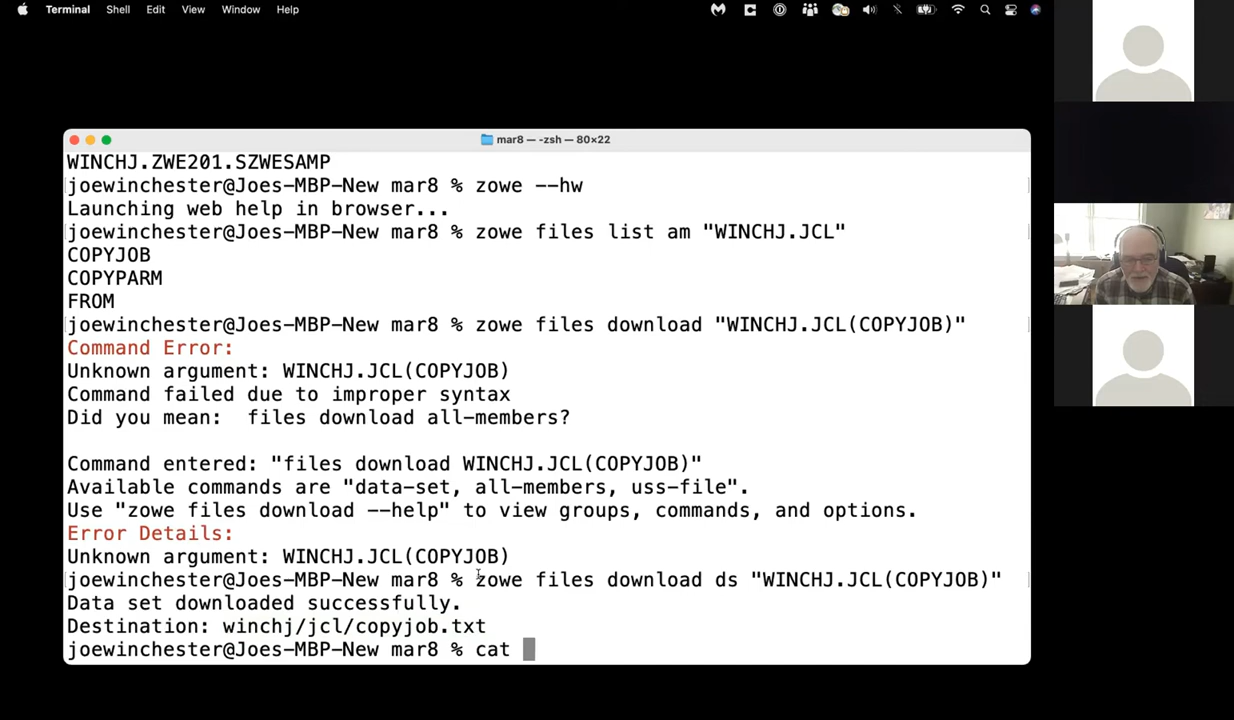 Terminal Shell Edit View Window Help
mar8 — -zsh — 80×22
WINCHJ.ZWE201.SZWESAMP
joewinchester@Joes-MBP-New mar8 % zowe --hw
Launching web help in browser...
joewinchester@Joes-MBP-New mar8 % zowe files list am "WINCHJ.JCL"
COPYJOB
COPYPARM
FROM
joewinchester@Joes-MBP-New mar8 % zowe files download "WINCHJ.JCL(COPYJOB)"
Command Error:
Unknown argument: WINCHJ.JCL(COPYJOB)
Command failed due to improper syntax
Did you mean:  files download all-members?
Command entered: "files download WINCHJ.JCL(COPYJOB)"
Available commands are "data-set, all-members, uss-file".
Use "zowe files download --help" to view groups, commands, and options.
Error Details:
Unknown argument: WINCHJ.JCL(COPYJOB)
joewinchester@Joes-MBP-New mar8 % zowe files download ds "WINCHJ.JCL(COPYJOB)"
Data set downloaded successfully.
Destination: winchj/jcl/copyjob.txt
joewinchester@Joes-MBP-New mar8 % cat